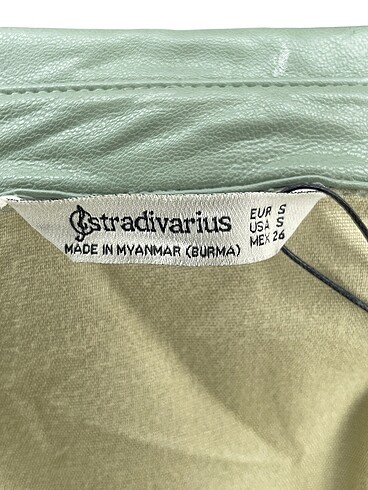 stradivarius
MADE IN MYANMAR (BURMA)
EUR S
USA S
MEX 26